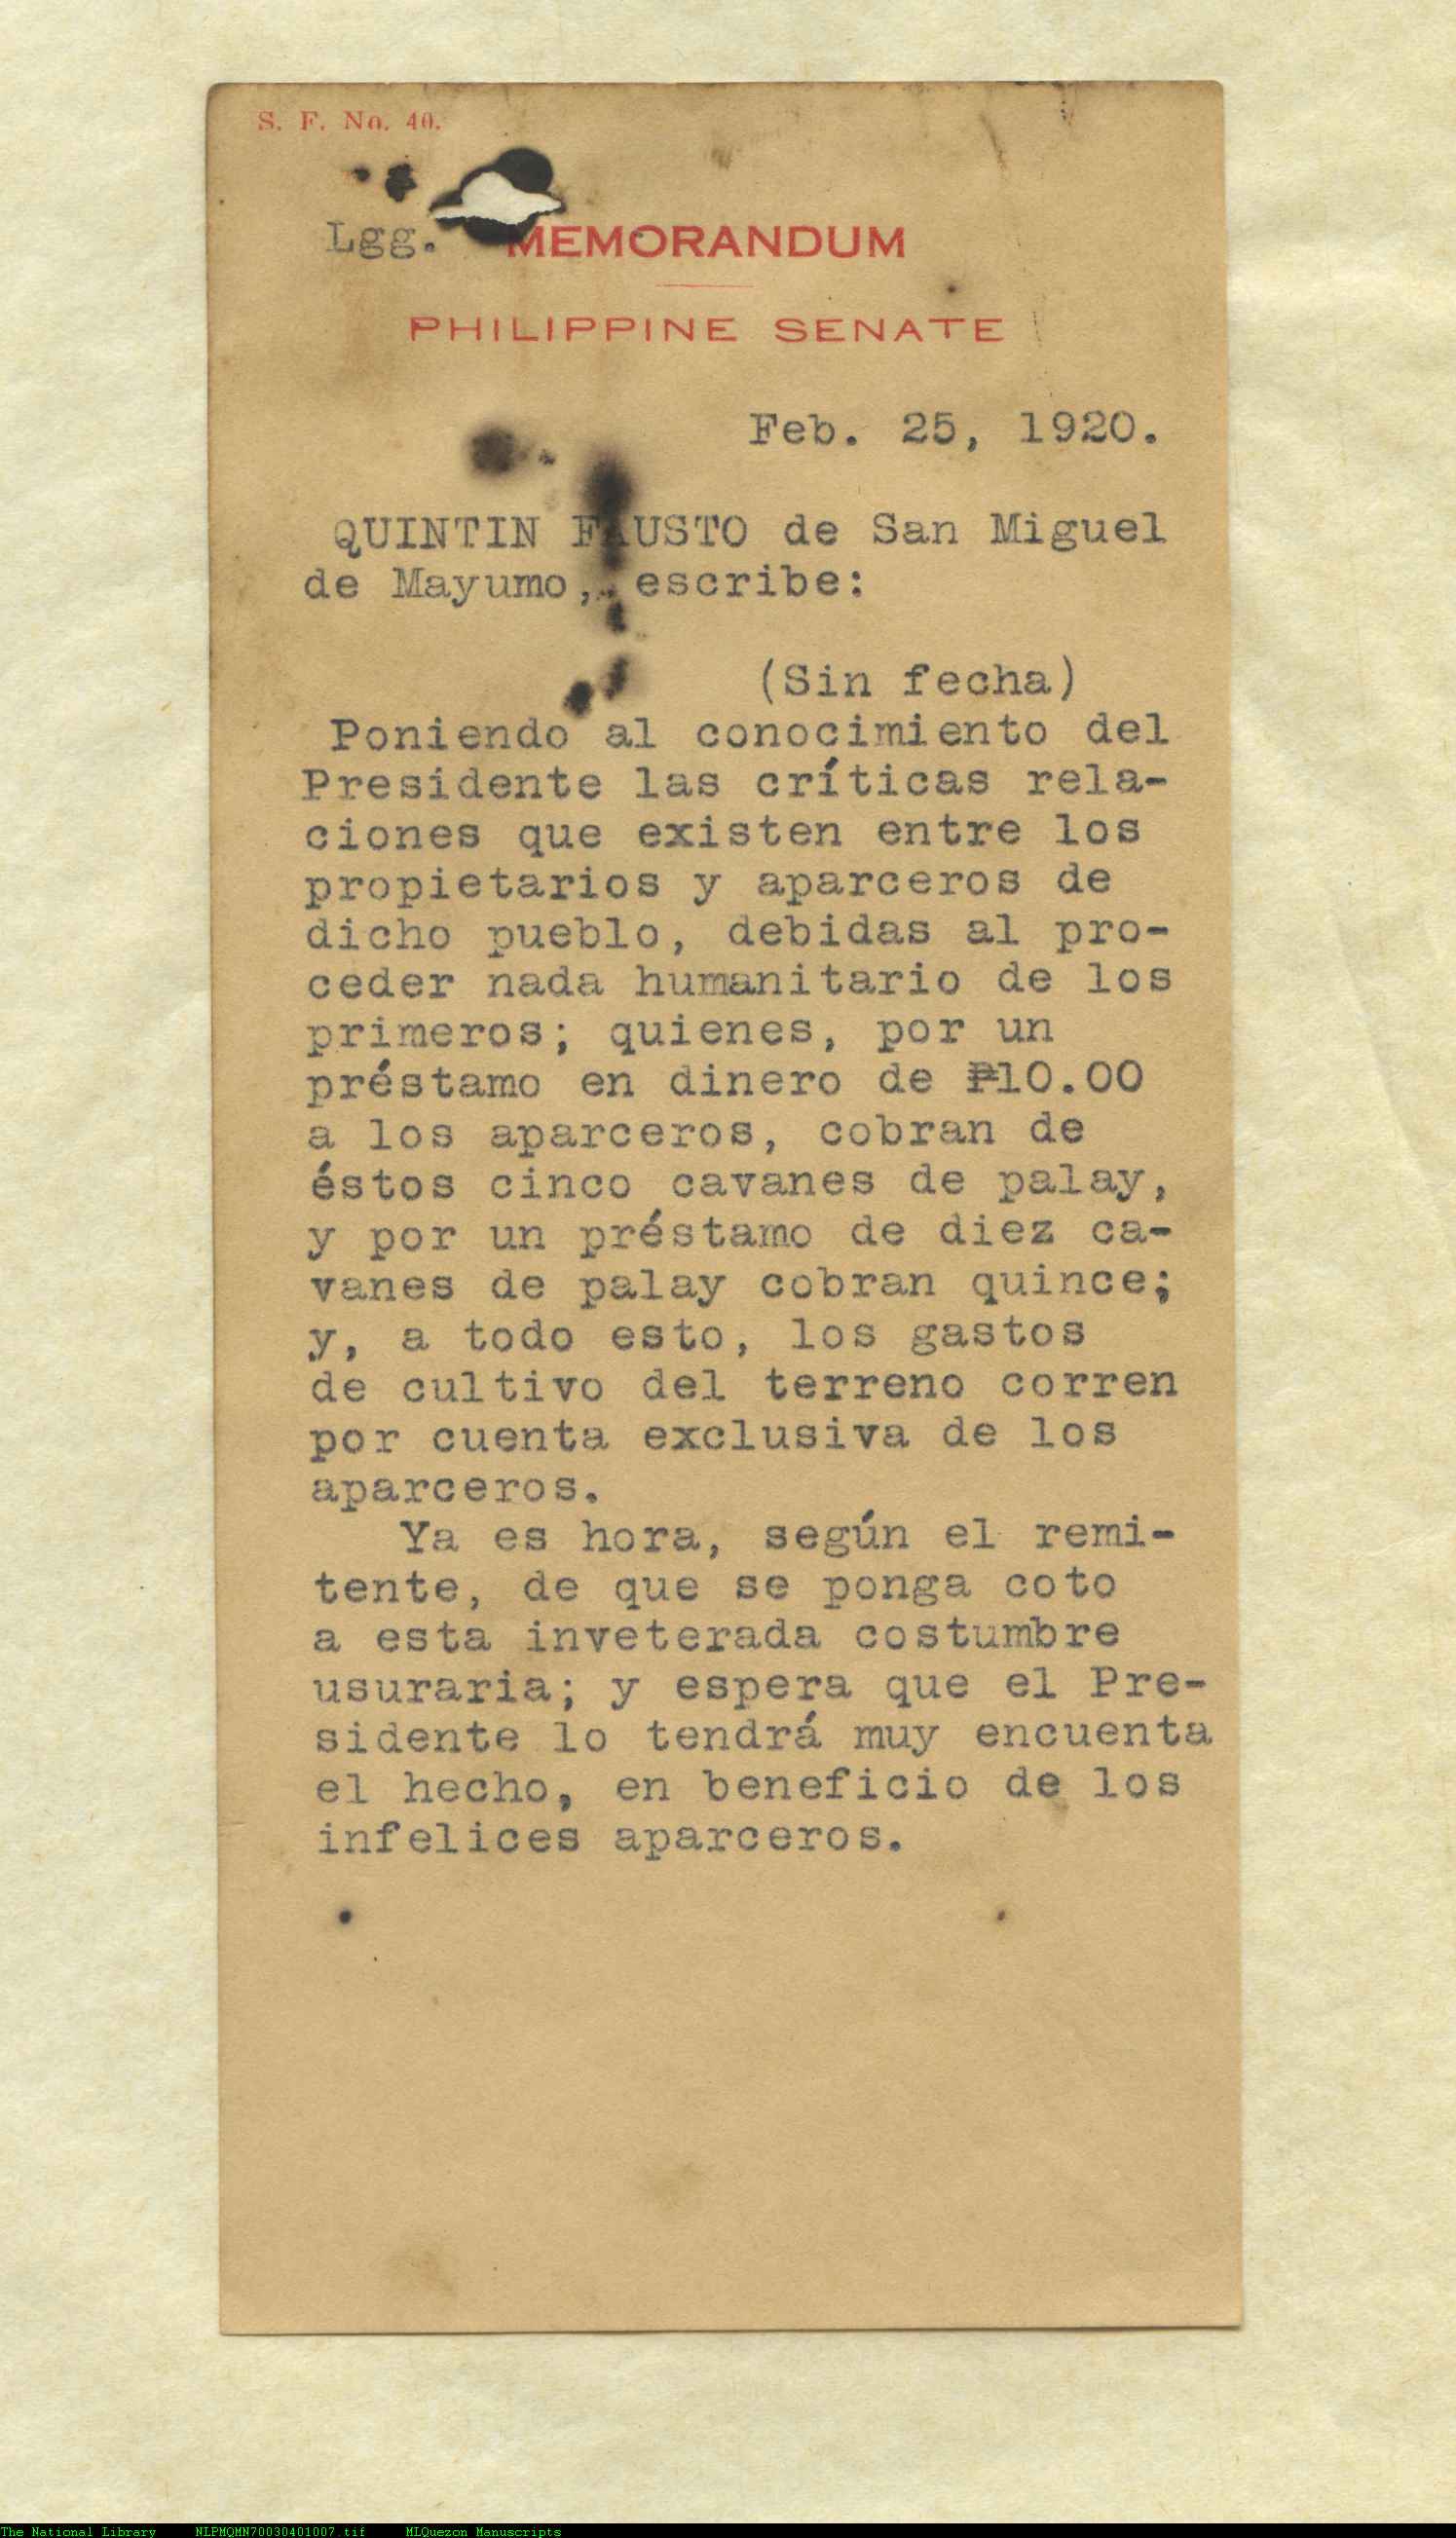 S. F. No. 40.
Lgg. MEMORANDUM
PHILIPPINE SENATE
Feb. 25, 1920.
QUINTIN FAUSTO de San Miguel
de Mayumo, escribe:
(Sin fecha)
Poniendo al conocimiento del
Presidente las críticas rela-
ciones que existen entre los
propietarios y aparceros de
dicho pueblo, debidas al pro-
ceder nada humanitario de los
primeros; quienes, por un
préstamo en dinero de ₱10.00
a los aparceros, cobran de
éstos cinco cavanes de palay,
y por un préstamo de diez ca-
vanes de palay cobran quince;
y, a todo esto, los gastos
de cultivo del terreno corren
por cuenta exclusiva de los
aparceros.
Ya es hora, según el remi-
tente, de que se ponga coto
a esta inveterada costumbre
usuraria; y espera que el Pre-
sidente lo tendrá muy encuenta
el hecho, en beneficio de los
infelices aparceros.
The National Library NLPMQMN70030401007.tif MLQuezon Manuscripts